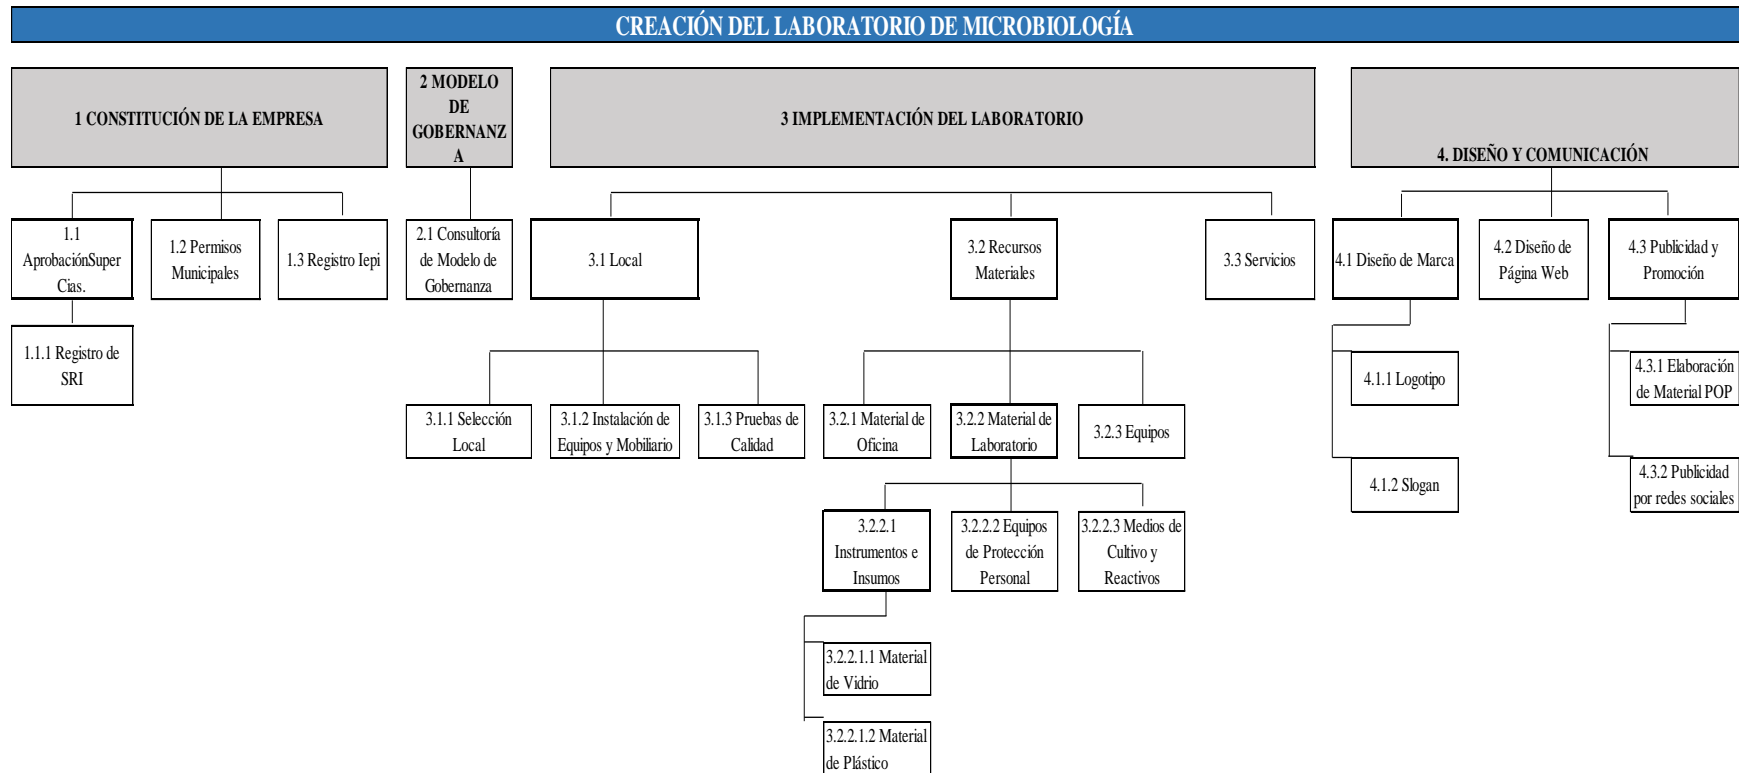 CREACIÓN DEL LABORATORIO DE MICROBIOLOGÍA
1 CONSTITUCIÓN DE LA EMPRESA
2 MODELO
DE
GOBERNANZ
A
3 IMPLEMENTACIÓN DEL LABORATORIO
4. DISEÑO Y COMUNICACIÓN
1.1
AprobaciónSuper
Cias.
1.2 Permisos
Municipales
1.3 Registro Iepi
2.1 Consultoría
de Modelo de
Gobernanza
3.1 Local
3.2 Recursos
Materiales
3.3 Servicios
4.1 Diseño de Marca
4.2 Diseño de
Página Web
4.3 Publicidad y
Promoción
1.1.1 Registro de
SRI
4.1.1 Logotipo
4.3.1 Elaboración
de Material POP
3.1.1 Selección
Local
3.1.2 Instalación de
Equipos y Mobiliario
3.1.3 Pruebas de
Calidad
3.2.1 Material de
Oficina
3.2.2 Material de
Laboratorio
3.2.3 Equipos
4.1.2 Slogan
4.3.2 Publicidad
por redes sociales
3.2.2.1
Instrumentos e
Insumos
3.2.2.2 Equipos
de Protección
Personal
3.2.2.3 Medios de
Cultivo y
Reactivos
3.2.2.1.1 Material
de Vidrio
3.2.2.1.2 Material
de Plástico